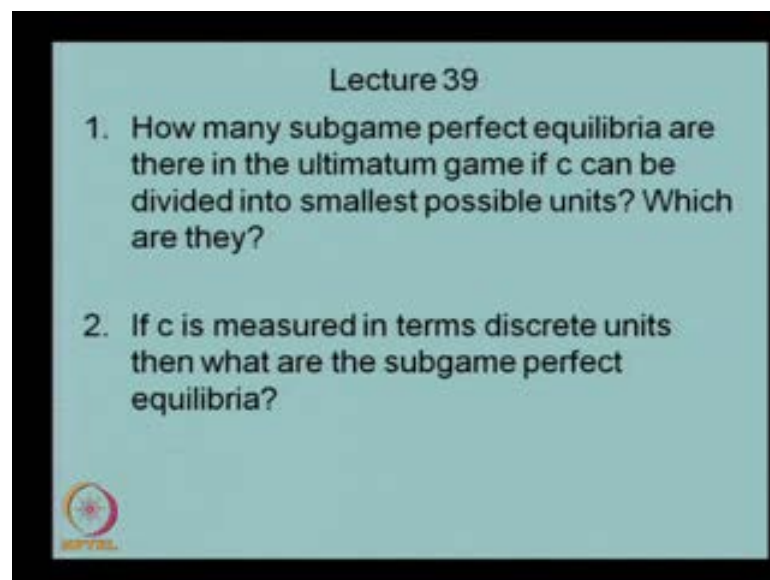 Lecture 39
1. How many subgame perfect equilibria are
there in the ultimatum game if c can be
divided into smallest possible units? Which
are they?
2. If c is measured in terms discrete units
then what are the subgame perfect
equilibria?
NPTEL